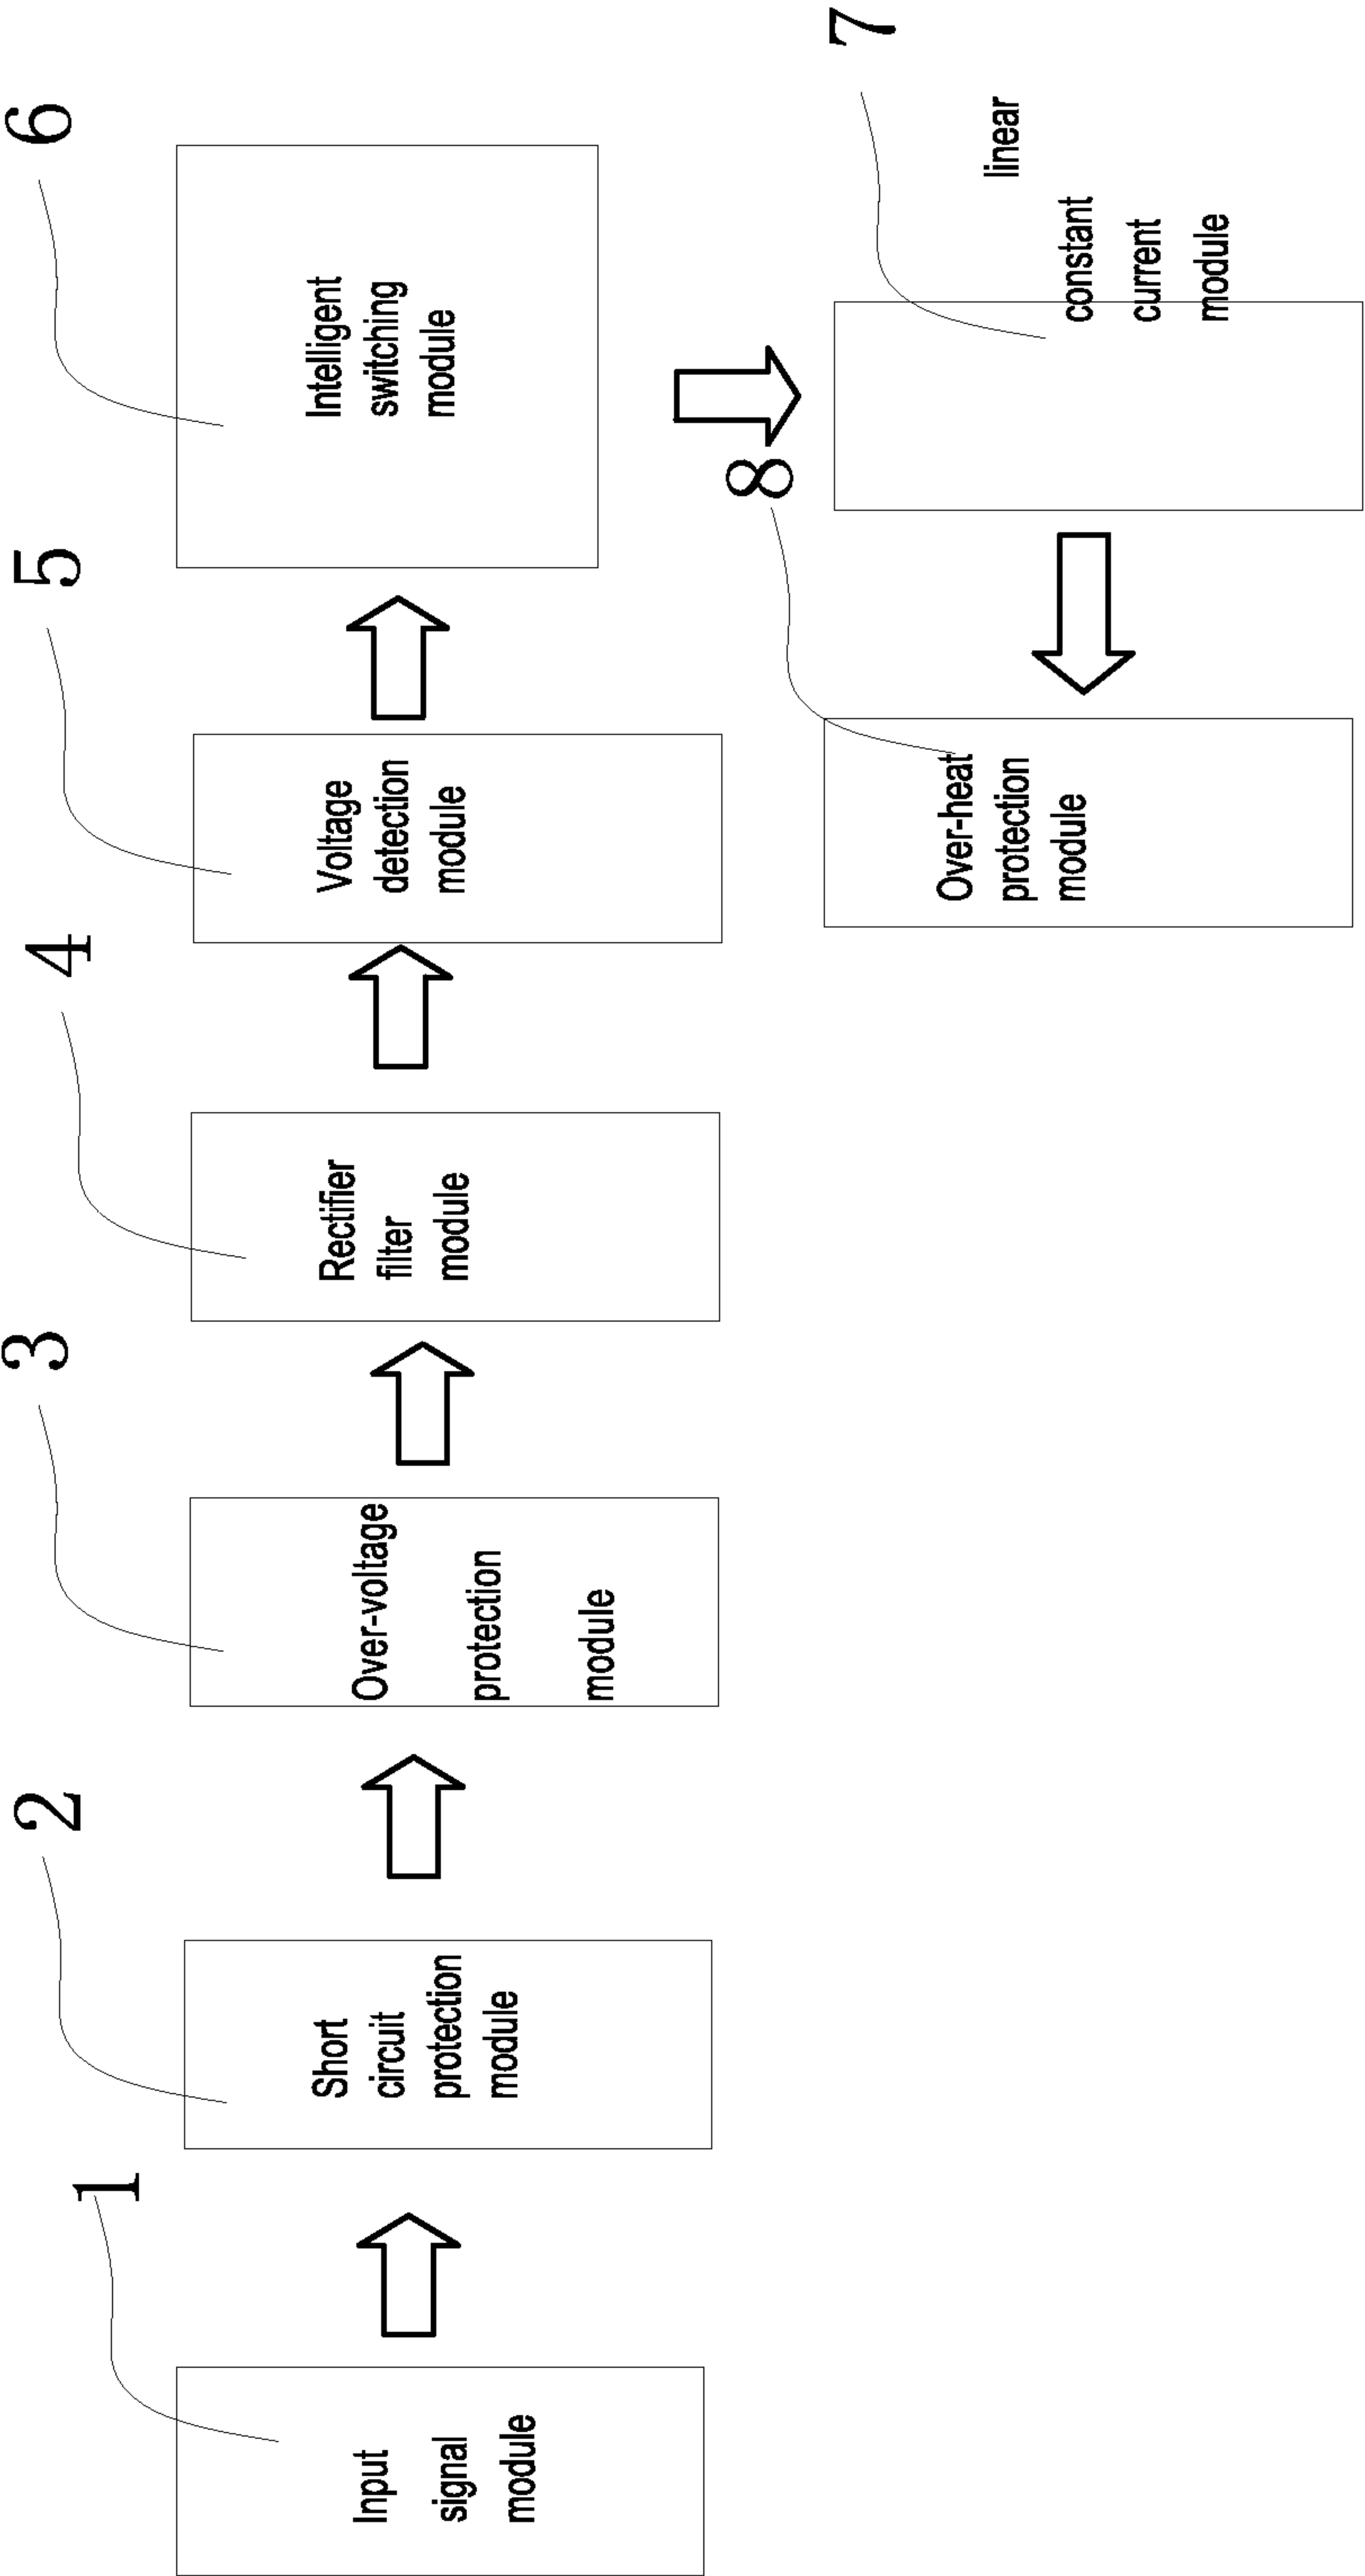 1
Input
signal
module
2
Short
circuit
protection
module
3
Over-voltage
protection
module
4
Rectifier
filter
module
5
Voltage
detection
module
6
Intelligent
switching
module
7
linear
constant
current
module
8
Over-heat
protection
module